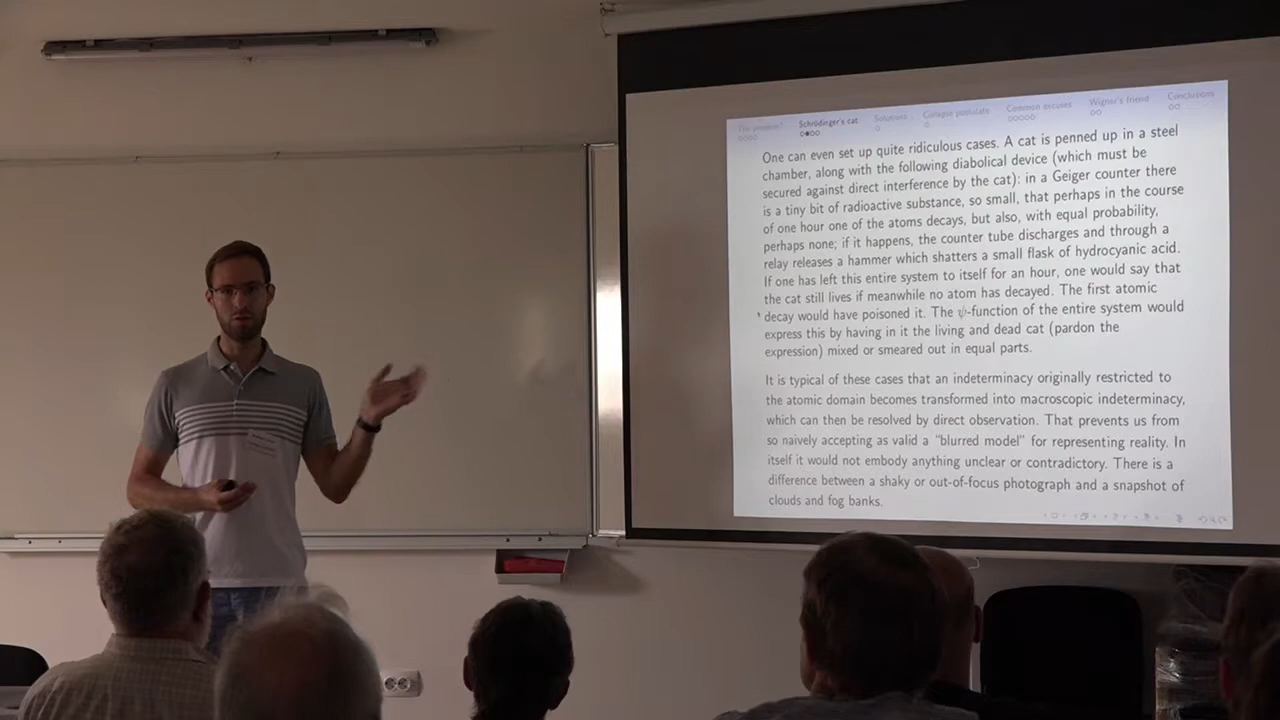 The problem? Schrödinger's cat Solutions Collapse postulate Common excuses Wigner's friend Conclusions
One can even set up quite ridiculous cases. A cat is penned up in a steel
chamber, along with the following diabolical device (which must be
secured against direct interference by the cat): in a Geiger counter there
is a tiny bit of radioactive substance, so small, that perhaps in the course
of one hour one of the atoms decays, but also, with equal probability,
perhaps none; if it happens, the counter tube discharges and through a
relay releases a hammer which shatters a small flask of hydrocyanic acid.
If one has left this entire system to itself for an hour, one would say that
the cat still lives if meanwhile no atom has decayed. The first atomic
decay would have poisoned it. The ψ-function of the entire system would
express this by having in it the living and dead cat (pardon the
expression) mixed or smeared out in equal parts.
It is typical of these cases that an indeterminacy originally restricted to
the atomic domain becomes transformed into macroscopic indeterminacy,
which can then be resolved by direct observation. That prevents us from
so naively accepting as valid a "blurred model" for representing reality. In
itself it would not embody anything unclear or contradictory. There is a
difference between a shaky or out-of-focus photograph and a snapshot of
clouds and fog banks.